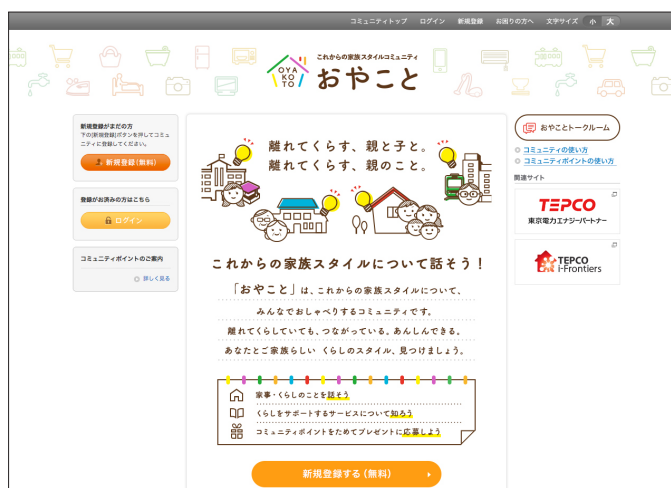 コミュニティトップ ログイン 新規登録 お困りの方へ 文字サイズ 小 大
OYA
KO
TO
これからの家族スタイルコミュニティ
おやこと
新規登録がまだの方
下の[新規登録]ボタンを押してコミュ
ニティに登録してください。
新規登録(無料)
登録がお済みの方はこちら
ログイン
コミュニティポイントのご案内
詳しく見る
離れてくらす、親と子と。
離れてくらす、親のこと。
これからの家族スタイルについて話そう！
「おやこと」は、これからの家族スタイルについて、
みんなでおしゃべりするコミュニティです。
離れてくらしていても、つながっている。あんしんできる。
あなたとご家族らしい くらしのスタイル、見つけましょう。
家事・くらしのことを話そう
くらしをサポートするサービスについて知ろう
コミュニティポイントをためてプレゼントに応募しよう
新規登録する(無料)
おやことトークルーム
コミュニティの使い方
コミュニティポイントの使い方
関連サイト
TEPCO
東京電力エナジーパートナー
TEPCO
i-Frontiers